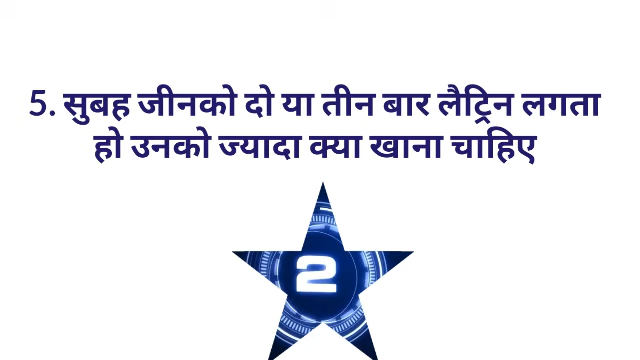 5. सुबह जीनको दो या तीन बार लैट्रिन लगता
हो उनको ज्यादा क्या खाना चाहिए
2